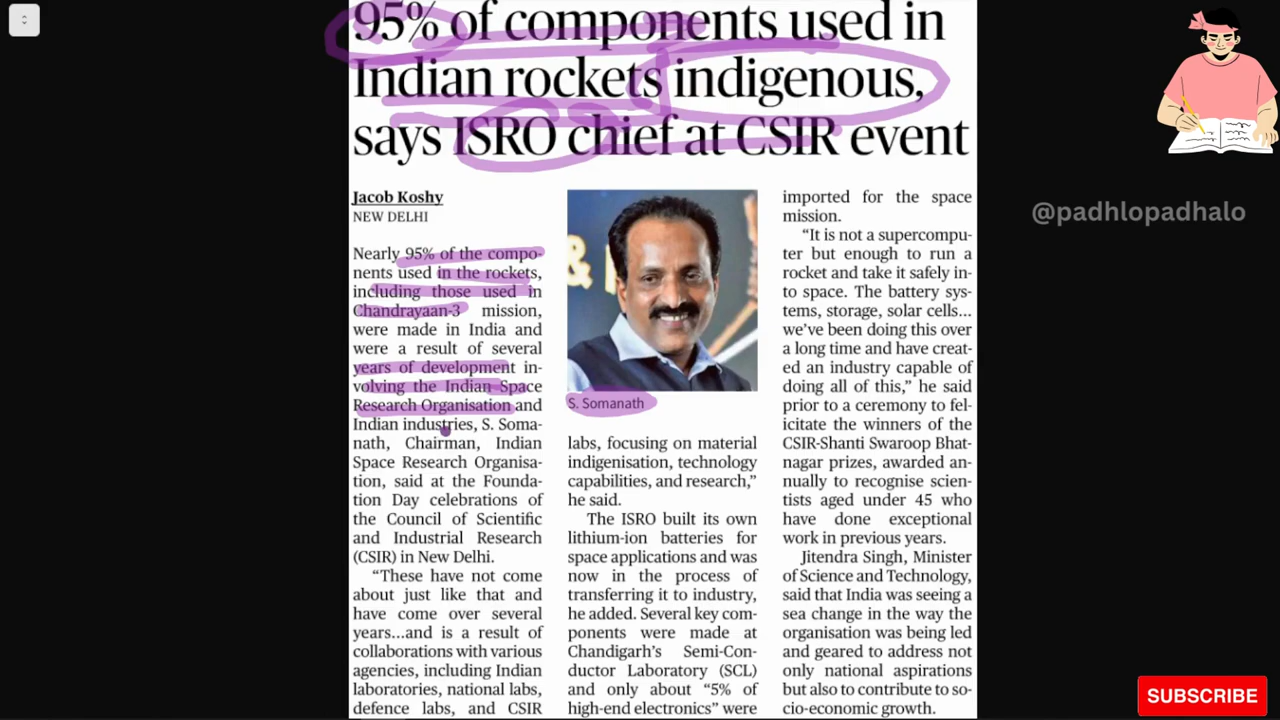 95% of components used in
Indian rockets indigenous,
says ISRO chief at CSIR event
Jacob Koshy
NEW DELHI
Nearly 95% of the compo-
nents used in the rockets,
including those used in
Chandrayaan-3 mission,
were made in India and
were a result of several
years of development in-
volving the Indian Space
Research Organisation and
Indian industries, S. Soma-
nath, Chairman, Indian
Space Research Organisa-
tion, said at the Founda-
tion Day celebrations of
the Council of Scientific
and Industrial Research
(CSIR) in New Delhi.
“These have not come
about just like that and
have come over several
years...and is a result of
collaborations with various
agencies, including Indian
laboratories, national labs,
defence labs, and CSIR
S. Somanath
labs, focusing on material
indigenisation, technology
capabilities, and research,”
he said.
The ISRO built its own
lithium-ion batteries for
space applications and was
now in the process of
transferring it to industry,
he added. Several key com-
ponents were made at
Chandigarh’s Semi-Con-
ductor Laboratory (SCL)
and only about “5% of
high-end electronics” were
imported for the space
mission.
“It is not a supercompu-
ter but enough to run a
rocket and take it safely in-
to space. The battery sys-
tems, storage, solar cells...
we’ve been doing this over
a long time and have creat-
ed an industry capable of
doing all of this,” he said
prior to a ceremony to fel-
icitate the winners of the
CSIR-Shanti Swaroop Bhat-
nagar prizes, awarded an-
nually to recognise scien-
tists aged under 45 who
have done exceptional
work in previous years.
Jitendra Singh, Minister
of Science and Technology,
said that India was seeing a
sea change in the way the
organisation was being led
and geared to address not
only national aspirations
but also to contribute to so-
cio-economic growth.
@padhlopadhalo
SUBSCRIBE